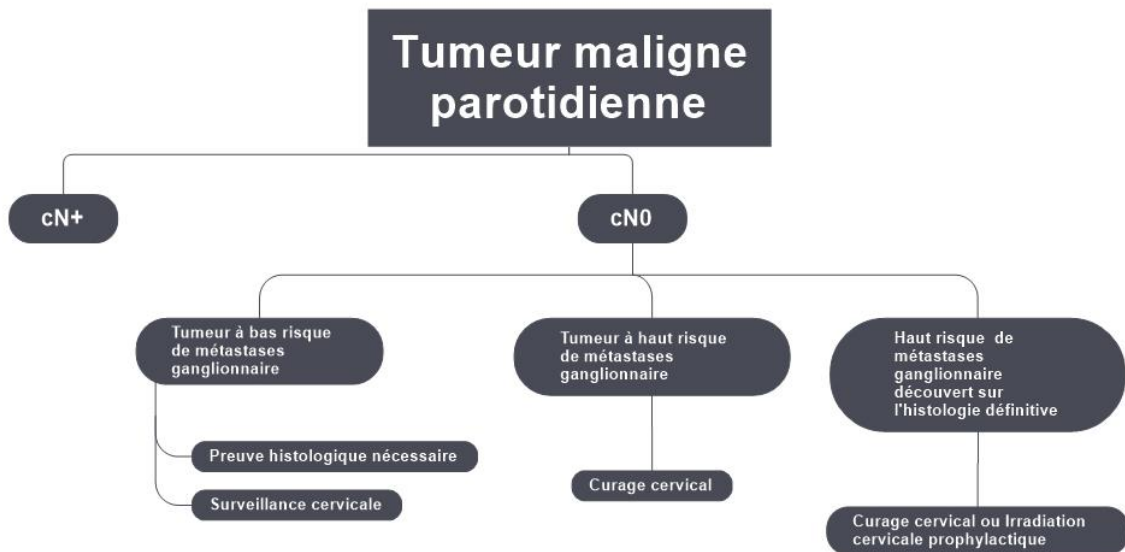 Tumeur maligne
parotidienne
cN+
cN0
Tumeur à bas risque
de métastases
ganglionnaire
Tumeur à haut risque
de métastases
ganglionnaire
Haut risque de
métastases
ganglionnaire
découvert sur
l'histologie définitive
Preuve histologique nécessaire
Surveillance cervicale
Curage cervical
Curage cervical ou Irradiation
cervicale prophylactique